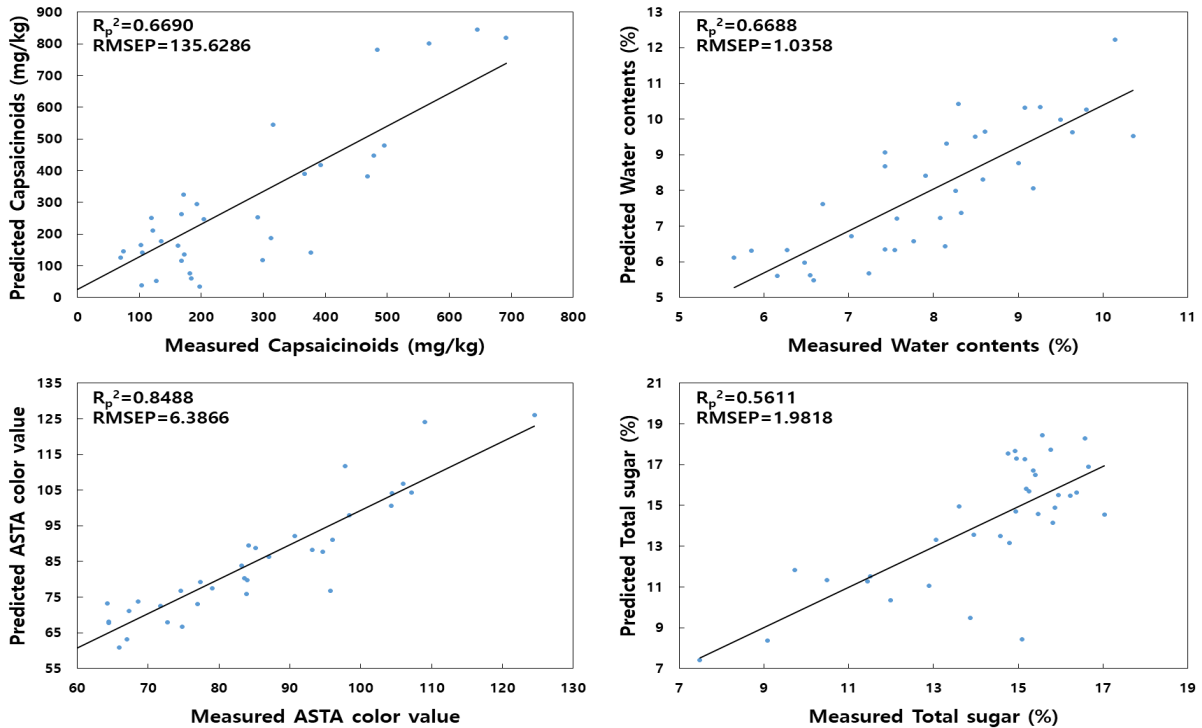 R_p²=0.6690
RMSEP=135.6286
Predicted Capsaicinoids (mg/kg)
900
800
700
600
500
400
300
200
100
0
0 100 200 300 400 500 600 700 800
Measured Capsaicinoids (mg/kg)
R_p²=0.6688
RMSEP=1.0358
Predicted Water contents (%)
13
12
11
10
9
8
7
6
5
5 6 7 8 9 10 11
Measured Water contents (%)
R_p²=0.8488
RMSEP=6.3866
Predicted ASTA color value
135
125
115
105
95
85
75
65
55
60 70 80 90 100 110 120 130
Measured ASTA color value
R_p²=0.5611
RMSEP=1.9818
Predicted Total sugar (%)
21
19
17
15
13
11
9
7
7 9 11 13 15 17 19
Measured Total sugar (%)